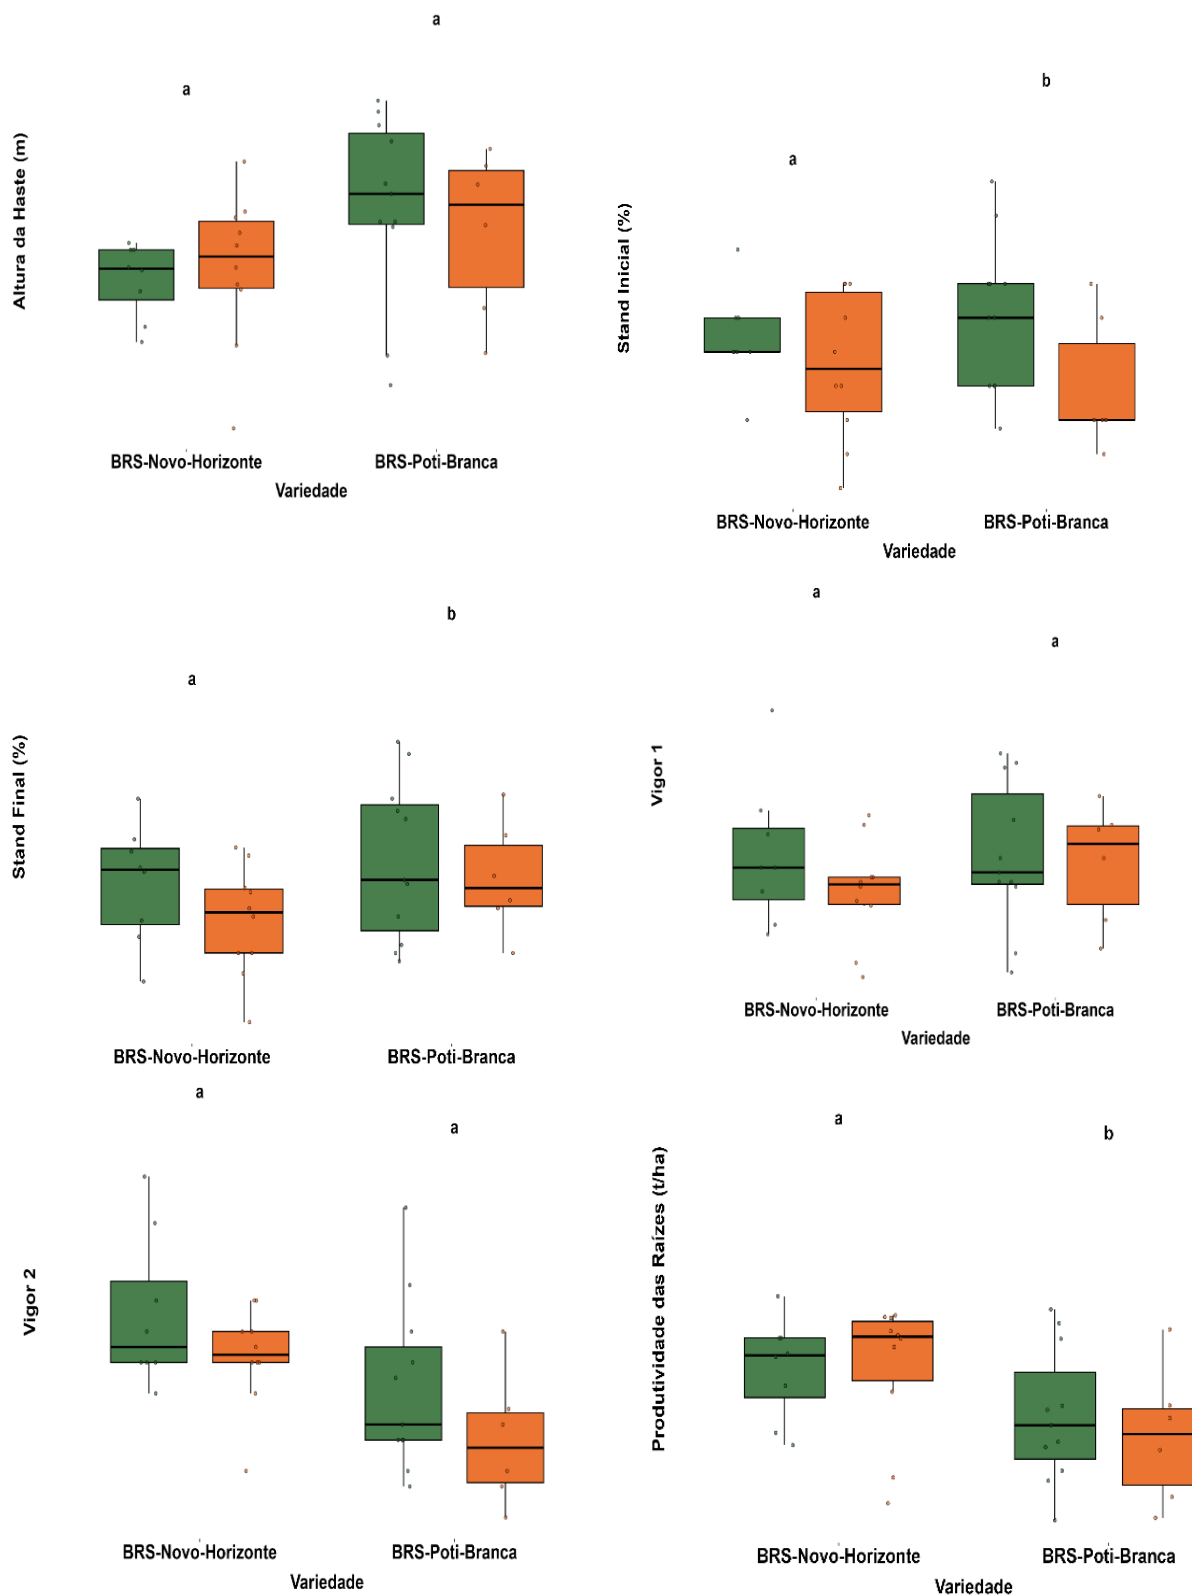 a
a
Altura da Haste (m)
BRS-Novo-Horizonte
BRS-Poti-Branca
Variedade
b
a
Stand Inicial (%)
BRS-Novo-Horizonte
BRS-Poti-Branca
Variedade
b
a
Stand Final (%)
BRS-Novo-Horizonte
BRS-Poti-Branca
a
a
Vigor 1
BRS-Novo-Horizonte
BRS-Poti-Branca
Variedade
a
a
Vigor 2
BRS-Novo-Horizonte
BRS-Poti-Branca
Variedade
a
b
Produtividade das Raízes (t/ha)
BRS-Novo-Horizonte
BRS-Poti-Branca
Variedade